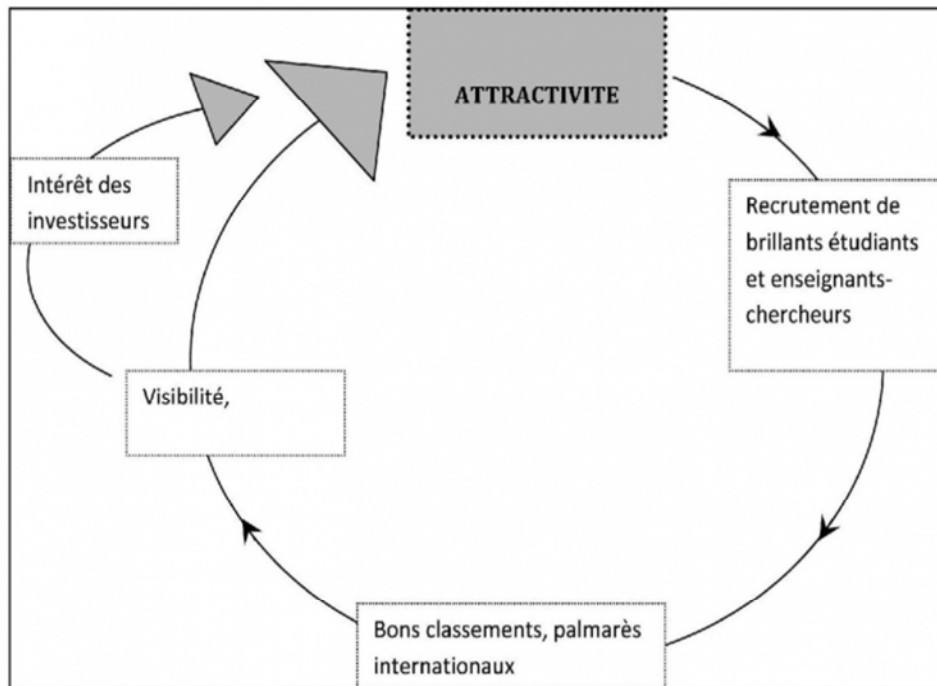 ATTRACTIVITE
Recrutement de
brillants étudiants
et enseignants-
chercheurs
Bons classements, palmarès
internationaux
Visibilité,
Intérêt des
investisseurs